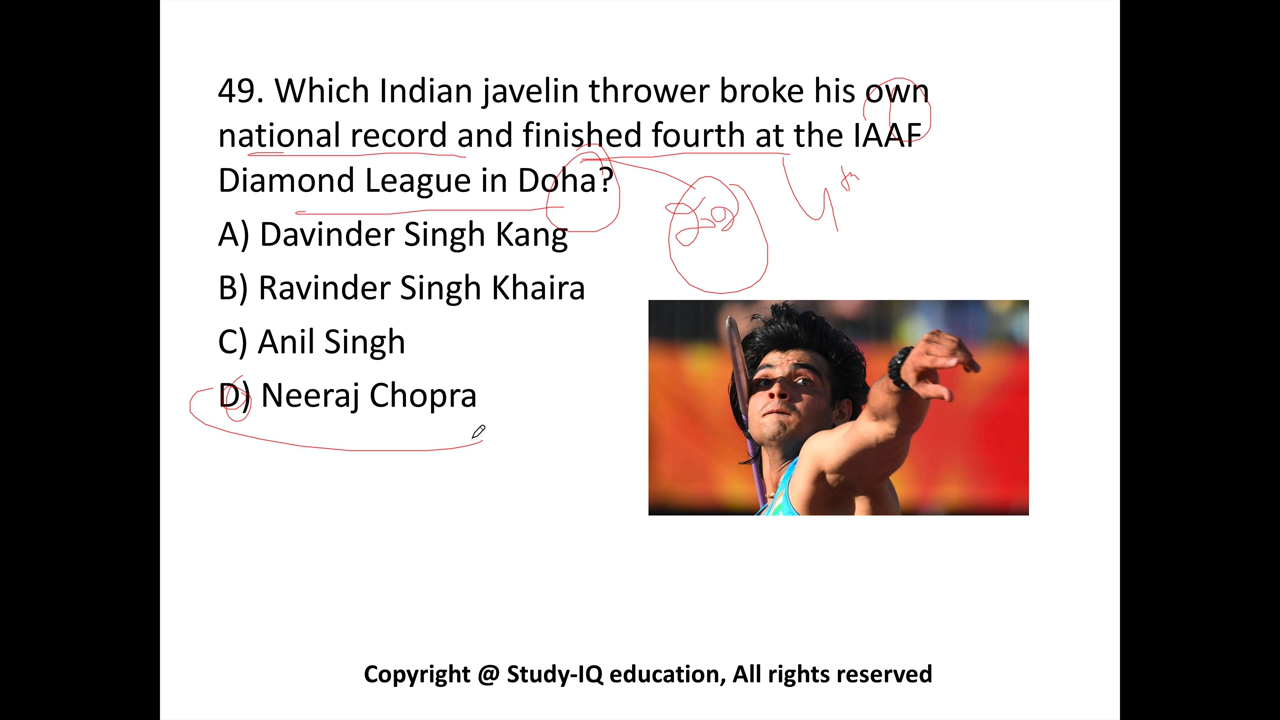 49. Which Indian javelin thrower broke his own
national record and finished fourth at the IAAF
Diamond League in Doha?
4th
A) Davinder Singh Kang
B) Ravinder Singh Khaira
C) Anil Singh
D) Neeraj Chopra
Copyright @ Study-IQ education, All rights reserved